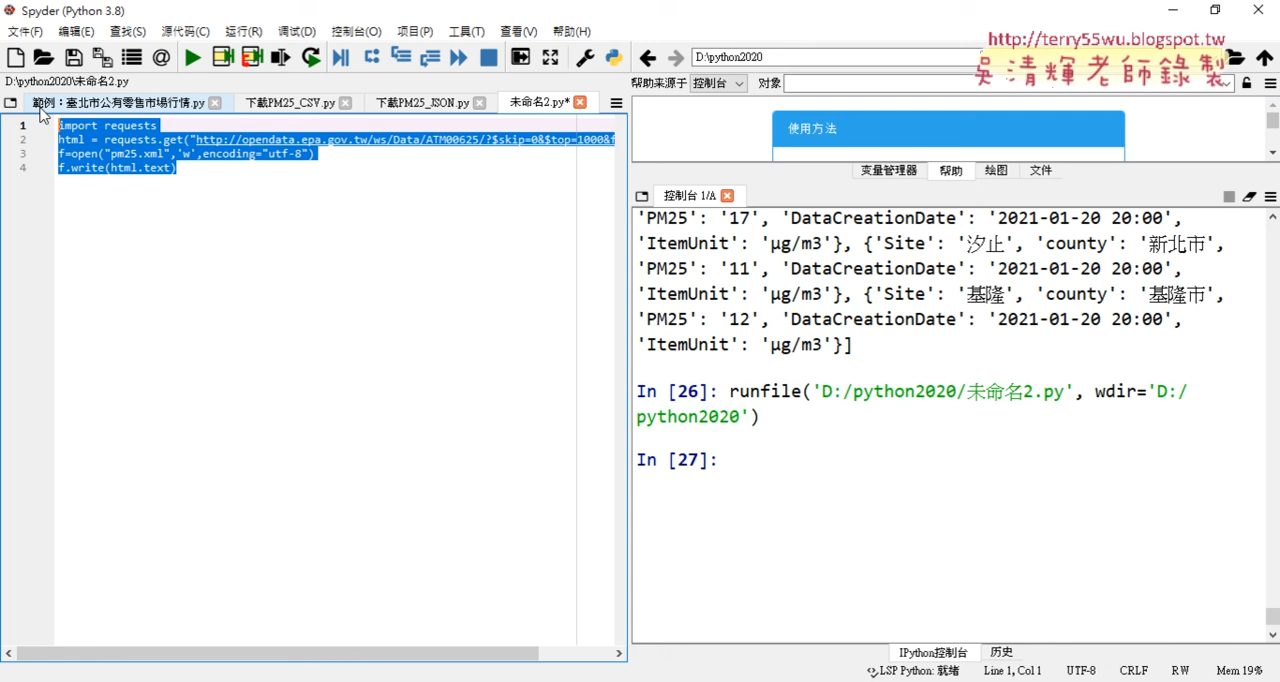 Spyder (Python 3.8)
文件(F) 编辑(E) 查找(S) 源代码(C) 运行(R) 调试(D) 控制台(O) 项目(P) 工具(T) 查看(V) 帮助(H)
D:\python2020
http://terry55wu.blogspot.tw
吳清輝老師錄製
D:\python2020\未命名2.py
帮助来源于 控制台 对象
範例：臺北市公有零售市場行情.py 下載PM25_CSV.py 下載PM25_JSON.py 未命名2.py*
1 import requests
2 html = requests.get("http://opendata.epa.gov.tw/ws/Data/ATM00625/?$skip=0&$top=1000&f
3 f=open("pm25.xml",'w',encoding="utf-8")
4 f.write(html.text)
使用方法
变量管理器 帮助 绘图 文件
控制台 1/A
'PM25': '17', 'DataCreationDate': '2021-01-20 20:00',
'ItemUnit': 'μg/m3'}, {'Site': '汐止', 'county': '新北市',
'PM25': '11', 'DataCreationDate': '2021-01-20 20:00',
'ItemUnit': 'μg/m3'}, {'Site': '基隆', 'county': '基隆市',
'PM25': '12', 'DataCreationDate': '2021-01-20 20:00',
'ItemUnit': 'μg/m3'}]
In [26]: runfile('D:/python2020/未命名2.py', wdir='D:/
python2020')
In [27]:
IPython控制台 历史
LSP Python: 就绪 Line 1, Col 1 UTF-8 CRLF RW Mem 19%